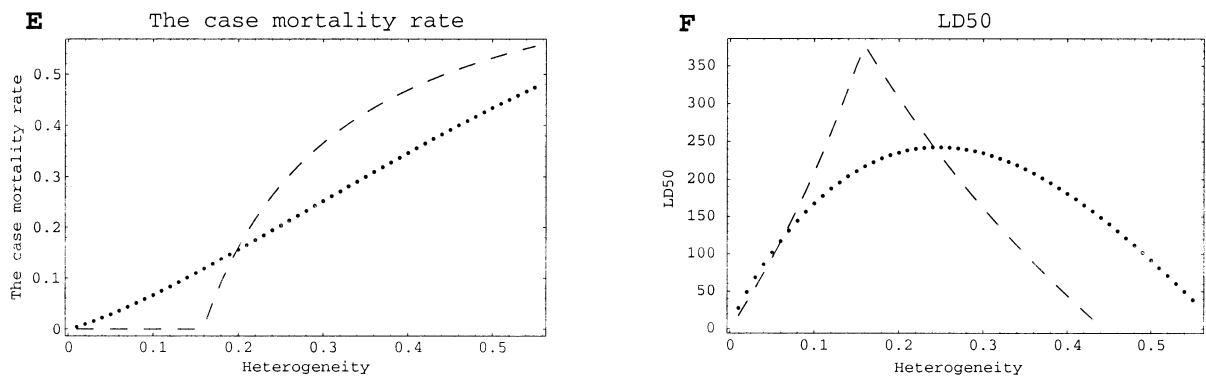 E The case mortality rate
The case mortality rate
0.5
0.4
0.3
0.2
0.1
0
0 0.1 0.2 0.3 0.4 0.5
Heterogeneity
F LD50
LD50
350
300
250
200
150
100
50
0
0 0.1 0.2 0.3 0.4 0.5
Heterogeneity